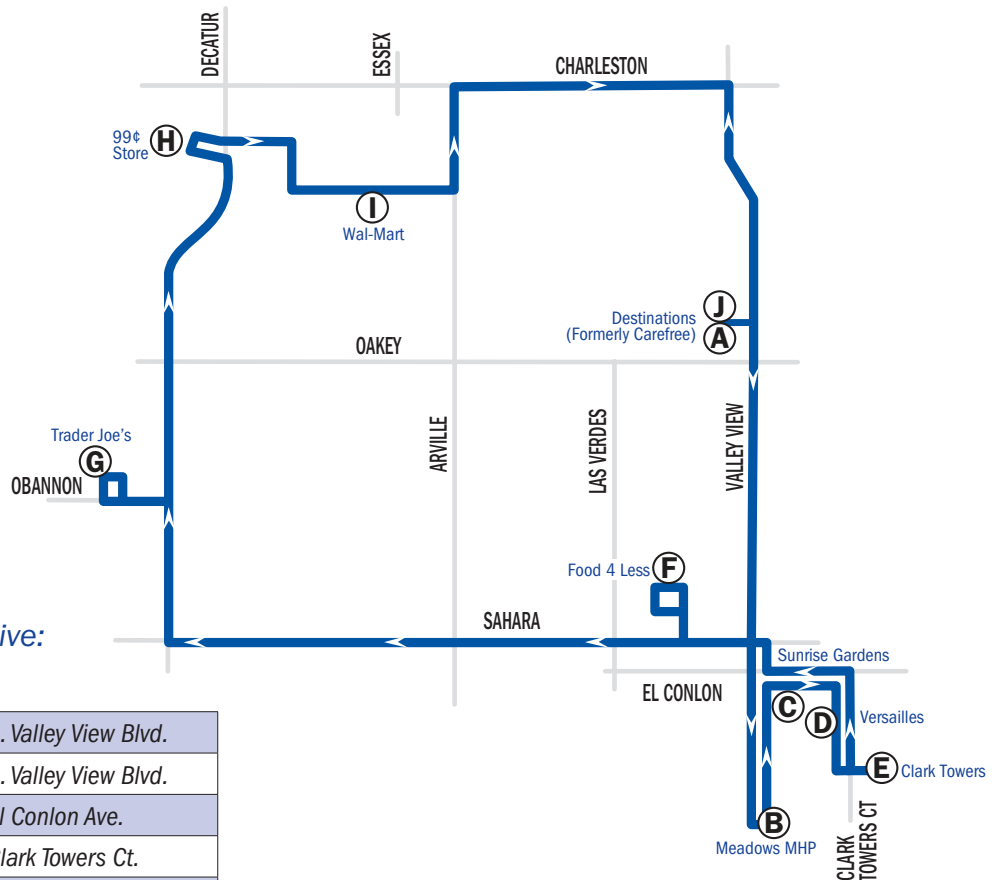 DECATUR
ESSEX
CHARLESTON
99¢
Store
H
I
Wal-Mart
J
Destinations
(Formerly Carefree)
A
OAKEY
ARVILLE
LAS VERDES
VALLEY VIEW
Trader Joe's
G
OBANNON
Food 4 Less
F
SAHARA
Sunrise Gardens
EL CONLON
C
D
Versailles
E
Clark Towers
B
Meadows MHP
CLARK
TOWERS CT
ive:
. Valley View Blvd.
. Valley View Blvd.
l Conlon Ave.
lark Towers Ct.